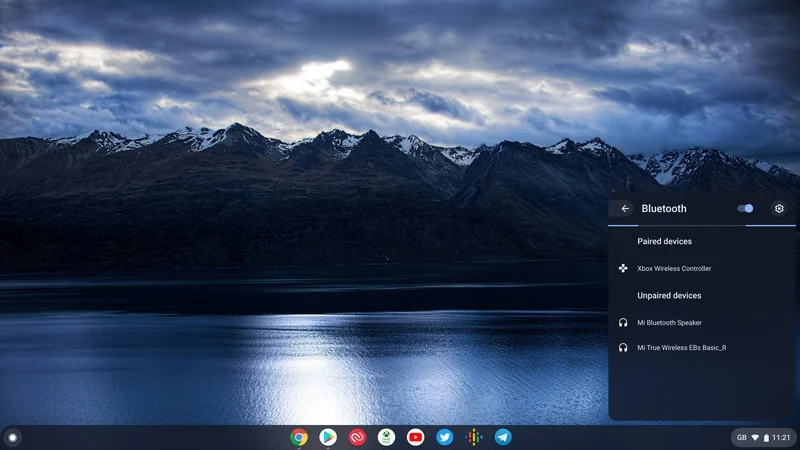 Bluetooth
Paired devices
Xbox Wireless Controller
Unpaired devices
Mi Bluetooth Speaker
Mi True Wireless EBs Basic_R
GB 11:21